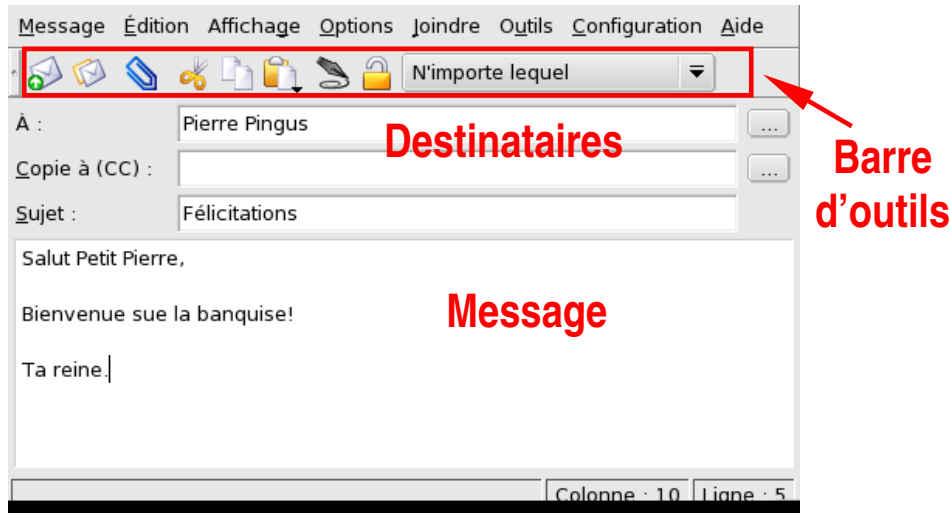 Message Édition Affichage Options Joindre Outils Configuration Aide
N'importe lequel
À : Pierre Pingus ...
Destinataires
Copie à (CC) : ...
Sujet : Félicitations
Barre
d'outils
Salut Petit Pierre,
Bienvenue sue la banquise!
Message
Ta reine.
Colonne : 10 Ligne : 5